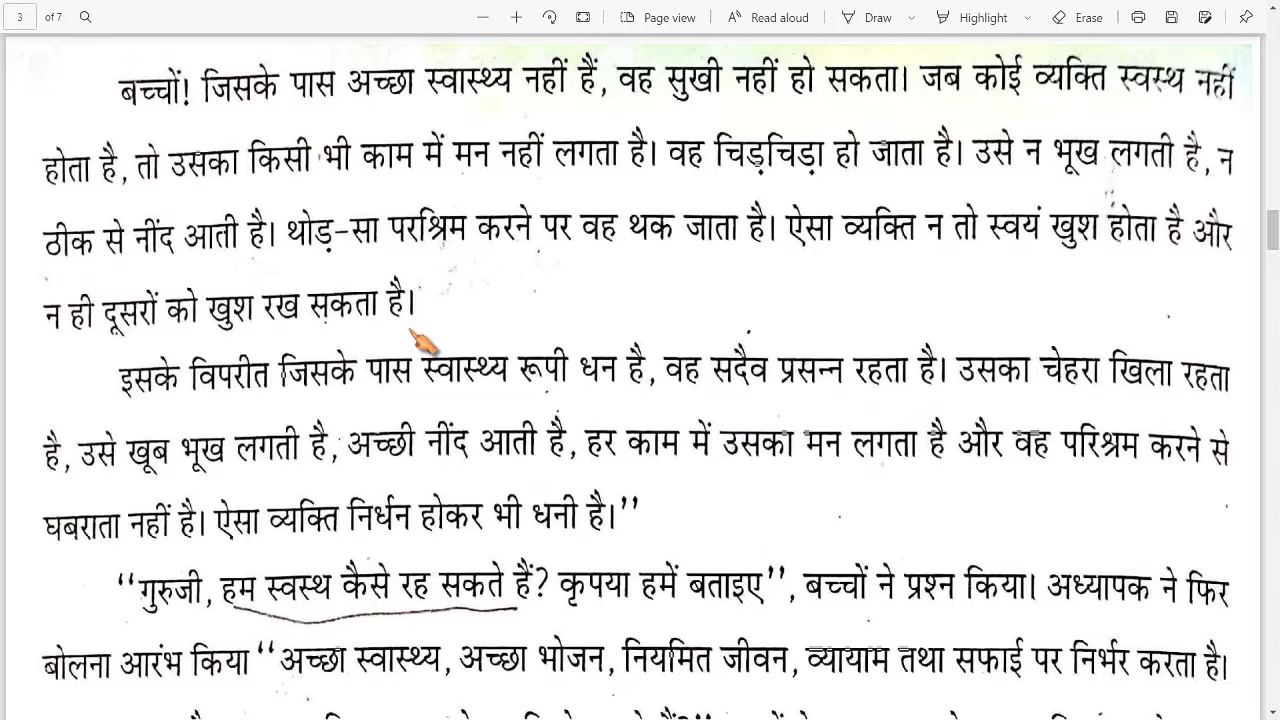 3 of 7 Page view Read aloud Draw Highlight Erase
बच्चों! जिसके पास अच्छा स्वास्थ्य नहीं हैं, वह सुखी नहीं हो सकता। जब कोई व्यक्ति स्वस्थ नहीं
होता है, तो उसका किसी भी काम में मन नहीं लगता है। वह चिड़चिड़ा हो जाता है। उसे न भूख लगती है, न
ठीक से नींद आती है। थोड़-सा परश्रिम करने पर वह थक जाता है। ऐसा व्यक्ति न तो स्वयं खुश होता है और
न ही दूसरों को खुश रख सकता है।
इसके विपरीत जिसके पास स्वास्थ्य रूपी धन है, वह सदैव प्रसन्न रहता है। उसका चेहरा खिला रहता
है, उसे खूब भूख लगती है, अच्छी नींद आती है, हर काम में उसका मन लगता है और वह परिश्रम करने से
घबराता नहीं है। ऐसा व्यक्ति निर्धन होकर भी धनी है।’’
‘‘गुरुजी, हम स्वस्थ कैसे रह सकते हैं? कृपया हमें बताइए’’, बच्चों ने प्रश्न किया। अध्यापक ने फिर
बोलना आरंभ किया ‘‘अच्छा स्वास्थ्य, अच्छा भोजन, नियमित जीवन, व्यायाम तथा सफाई पर निर्भर करता है।